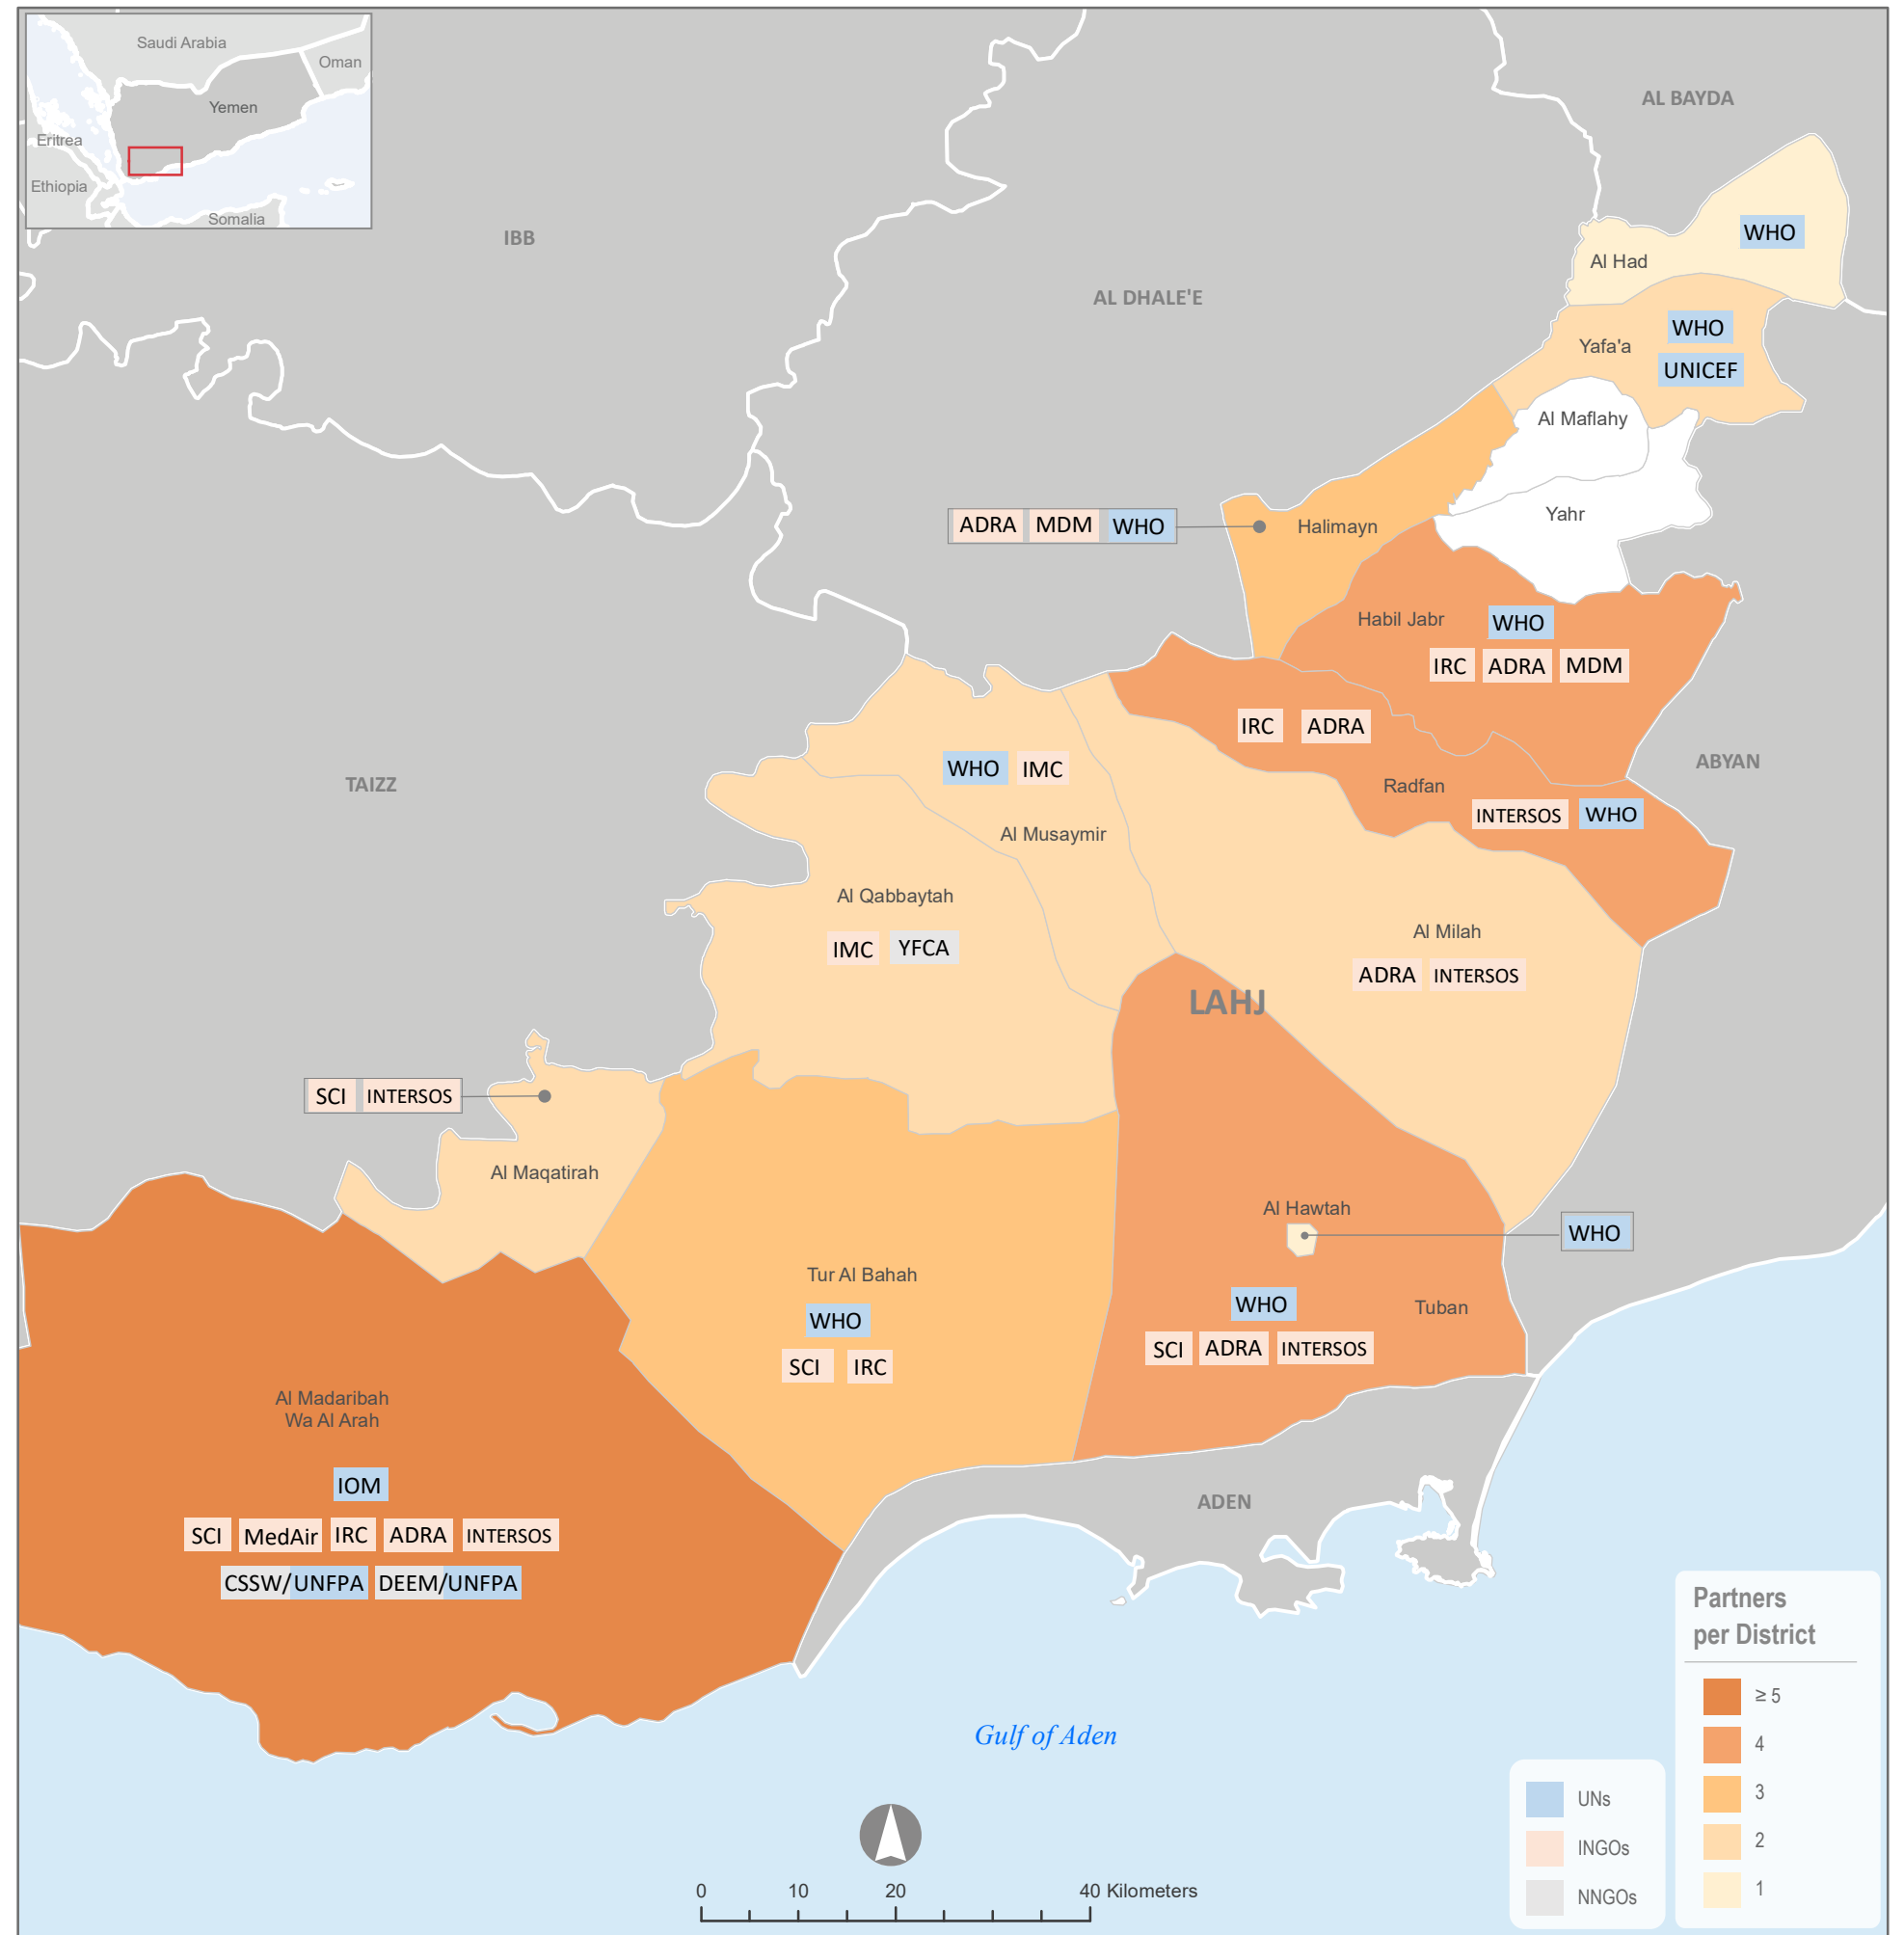 Saudi Arabia
Oman
Yemen
Eritrea
Ethiopia
Somalia
AL BAYDA
IBB
AL DHALE'E
WHO
Al Had
WHO
Yafa'a
UNICEF
Al Maflahy
Yahr
ADRA MDM WHO
Halimayn
Habil Jabr
WHO
IRC ADRA MDM
IRC ADRA
Radfan
INTERSOS WHO
ABYAN
TAIZZ
WHO IMC
Al Musaymir
Al Qabbaytah
IMC YFCA
Al Milah
ADRA INTERSOS
LAHJ
SCI INTERSOS
Al Maqatirah
Al Hawtah
WHO
Tur Al Bahah
WHO
SCI IRC
WHO
Tuban
SCI ADRA INTERSOS
Al Madaribah
Wa Al Arah
IOM
SCI MedAir IRC ADRA INTERSOS
CSSW/UNFPA DEEM/UNFPA
ADEN
Gulf of Aden
0 10 20 40 Kilometers
UNs
INGOs
NNGOs
Partners
per District
≥ 5
4
3
2
1